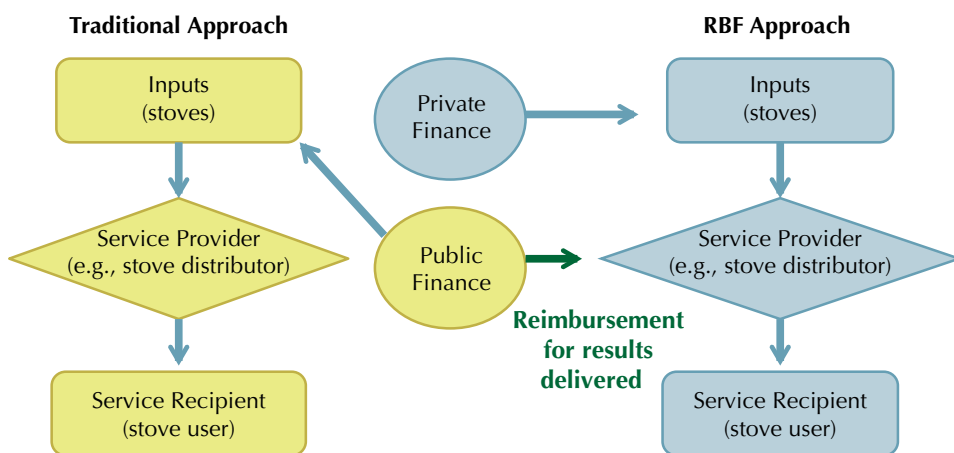 Traditional Approach
RBF Approach
Inputs
(stoves)
Private
Finance
Inputs
(stoves)
Service Provider
(e.g., stove distributor)
Public
Finance
Service Provider
(e.g., stove distributor)
Reimbursement
for results
delivered
Service Recipient
(stove user)
Service Recipient
(stove user)